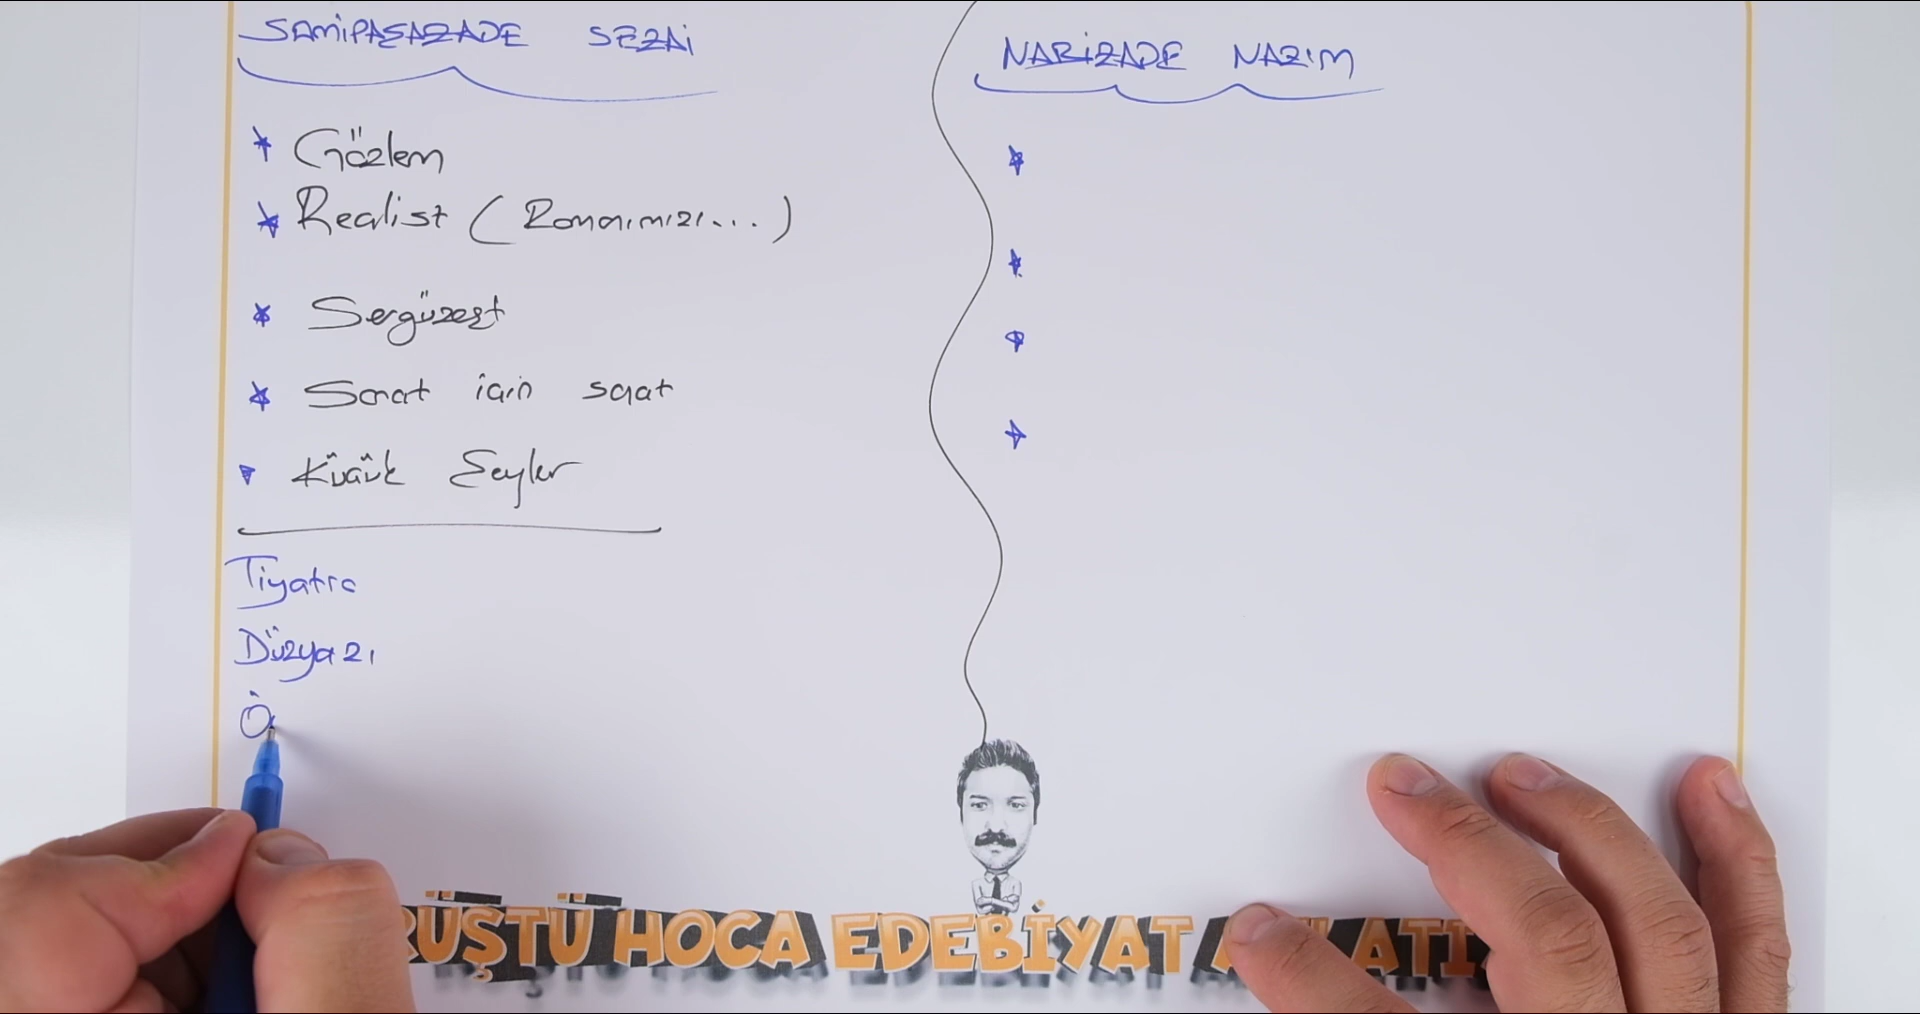 SAMİPAŞAZADE SEZAİ
Gözlem
Realist (Romanımızı...)
Sergüzeşt
Sanat için saat
Küçük Şeyler
Tiyatro
Düzyazı
Ö
NABİZADE NAZIM
RÜŞTÜ HOCA EDEBİYAT